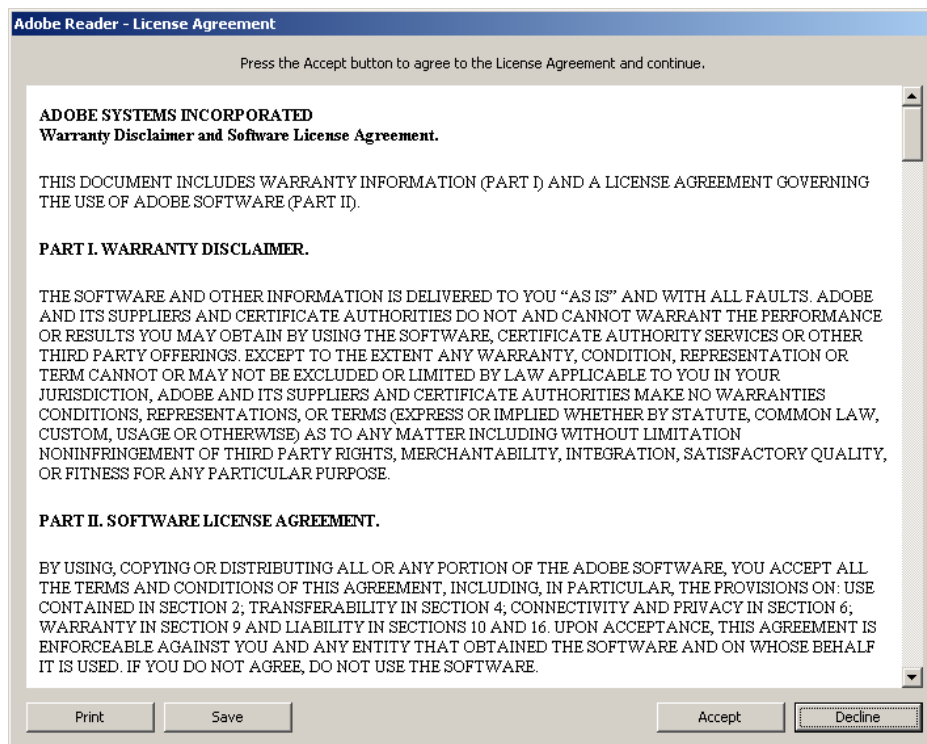 Adobe Reader - License Agreement
Press the Accept button to agree to the License Agreement and continue.
ADOBE SYSTEMS INCORPORATED
Warranty Disclaimer and Software License Agreement.
THIS DOCUMENT INCLUDES WARRANTY INFORMATION (PART I) AND A LICENSE AGREEMENT GOVERNING
THE USE OF ADOBE SOFTWARE (PART II).
PART I. WARRANTY DISCLAIMER.
THE SOFTWARE AND OTHER INFORMATION IS DELIVERED TO YOU “AS IS” AND WITH ALL FAULTS. ADOBE
AND ITS SUPPLIERS AND CERTIFICATE AUTHORITIES DO NOT AND CANNOT WARRANT THE PERFORMANCE
OR RESULTS YOU MAY OBTAIN BY USING THE SOFTWARE, CERTIFICATE AUTHORITY SERVICES OR OTHER
THIRD PARTY OFFERINGS. EXCEPT TO THE EXTENT ANY WARRANTY, CONDITION, REPRESENTATION OR
TERM CANNOT OR MAY NOT BE EXCLUDED OR LIMITED BY LAW APPLICABLE TO YOU IN YOUR
JURISDICTION, ADOBE AND ITS SUPPLIERS AND CERTIFICATE AUTHORITIES MAKE NO WARRANTIES
CONDITIONS, REPRESENTATIONS, OR TERMS (EXPRESS OR IMPLIED WHETHER BY STATUTE, COMMON LAW,
CUSTOM, USAGE OR OTHERWISE) AS TO ANY MATTER INCLUDING WITHOUT LIMITATION
NONINFRINGEMENT OF THIRD PARTY RIGHTS, MERCHANTABILITY, INTEGRATION, SATISFACTORY QUALITY,
OR FITNESS FOR ANY PARTICULAR PURPOSE.
PART II. SOFTWARE LICENSE AGREEMENT.
BY USING, COPYING OR DISTRIBUTING ALL OR ANY PORTION OF THE ADOBE SOFTWARE, YOU ACCEPT ALL
THE TERMS AND CONDITIONS OF THIS AGREEMENT, INCLUDING, IN PARTICULAR, THE PROVISIONS ON: USE
CONTAINED IN SECTION 2; TRANSFERABILITY IN SECTION 4; CONNECTIVITY AND PRIVACY IN SECTION 6;
WARRANTY IN SECTION 9 AND LIABILITY IN SECTIONS 10 AND 16. UPON ACCEPTANCE, THIS AGREEMENT IS
ENFORCEABLE AGAINST YOU AND ANY ENTITY THAT OBTAINED THE SOFTWARE AND ON WHOSE BEHALF
IT IS USED. IF YOU DO NOT AGREE, DO NOT USE THE SOFTWARE.
Print Save Accept Decline